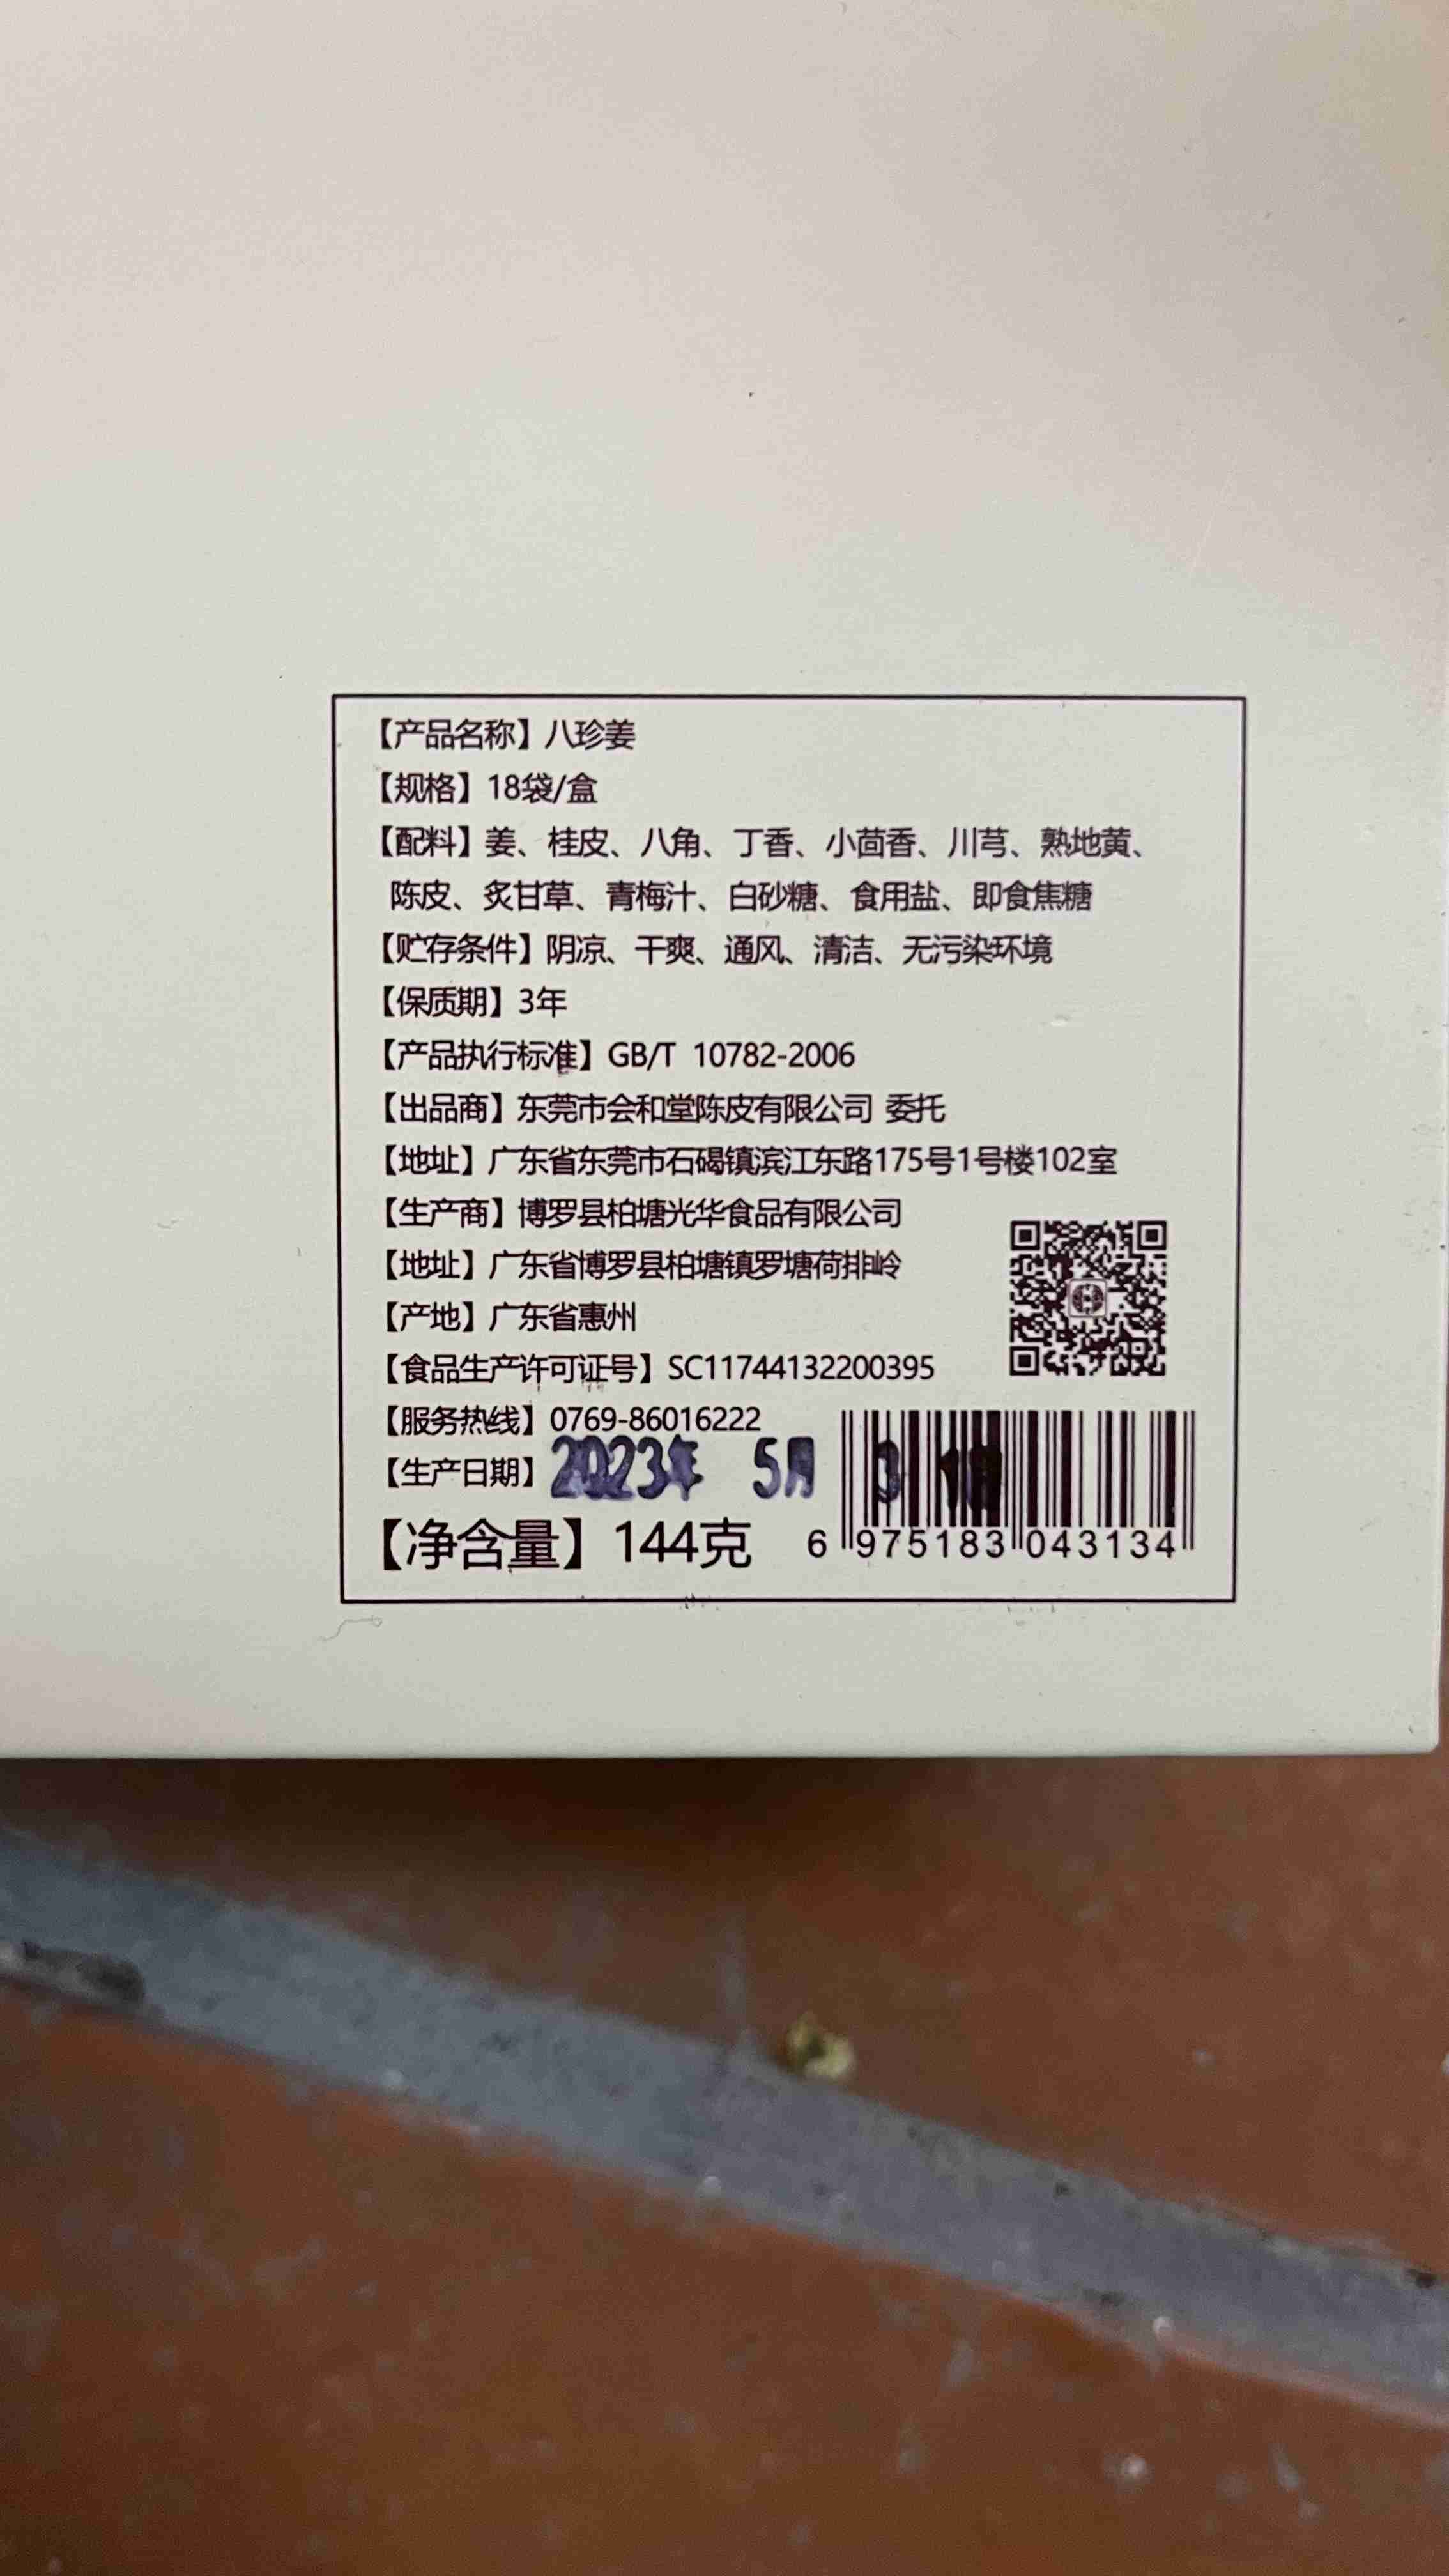 【产品名称】八珍姜
【规格】18袋/盒
【配料】姜、桂皮、八角、丁香、小茴香、川芎、熟地黄、
陈皮、炙甘草、青梅汁、白砂糖、食用盐、即食焦糖
【贮存条件】阴凉、干爽、通风、清洁、无污染环境
【保质期】3年
【产品执行标准】GB/T 10782-2006
【出品商】东莞市会和堂陈皮有限公司 委托
【地址】广东省东莞市石碣镇滨江东路175号1号楼102室
【生产商】博罗县柏塘光华食品有限公司
【地址】广东省博罗县柏塘镇罗塘荷排岭
【产地】广东省惠州
【食品生产许可证号】SC11744132200395
【服务热线】0769-86016222
【生产日期】2023年 5月
【净含量】144克
6 975183 043134